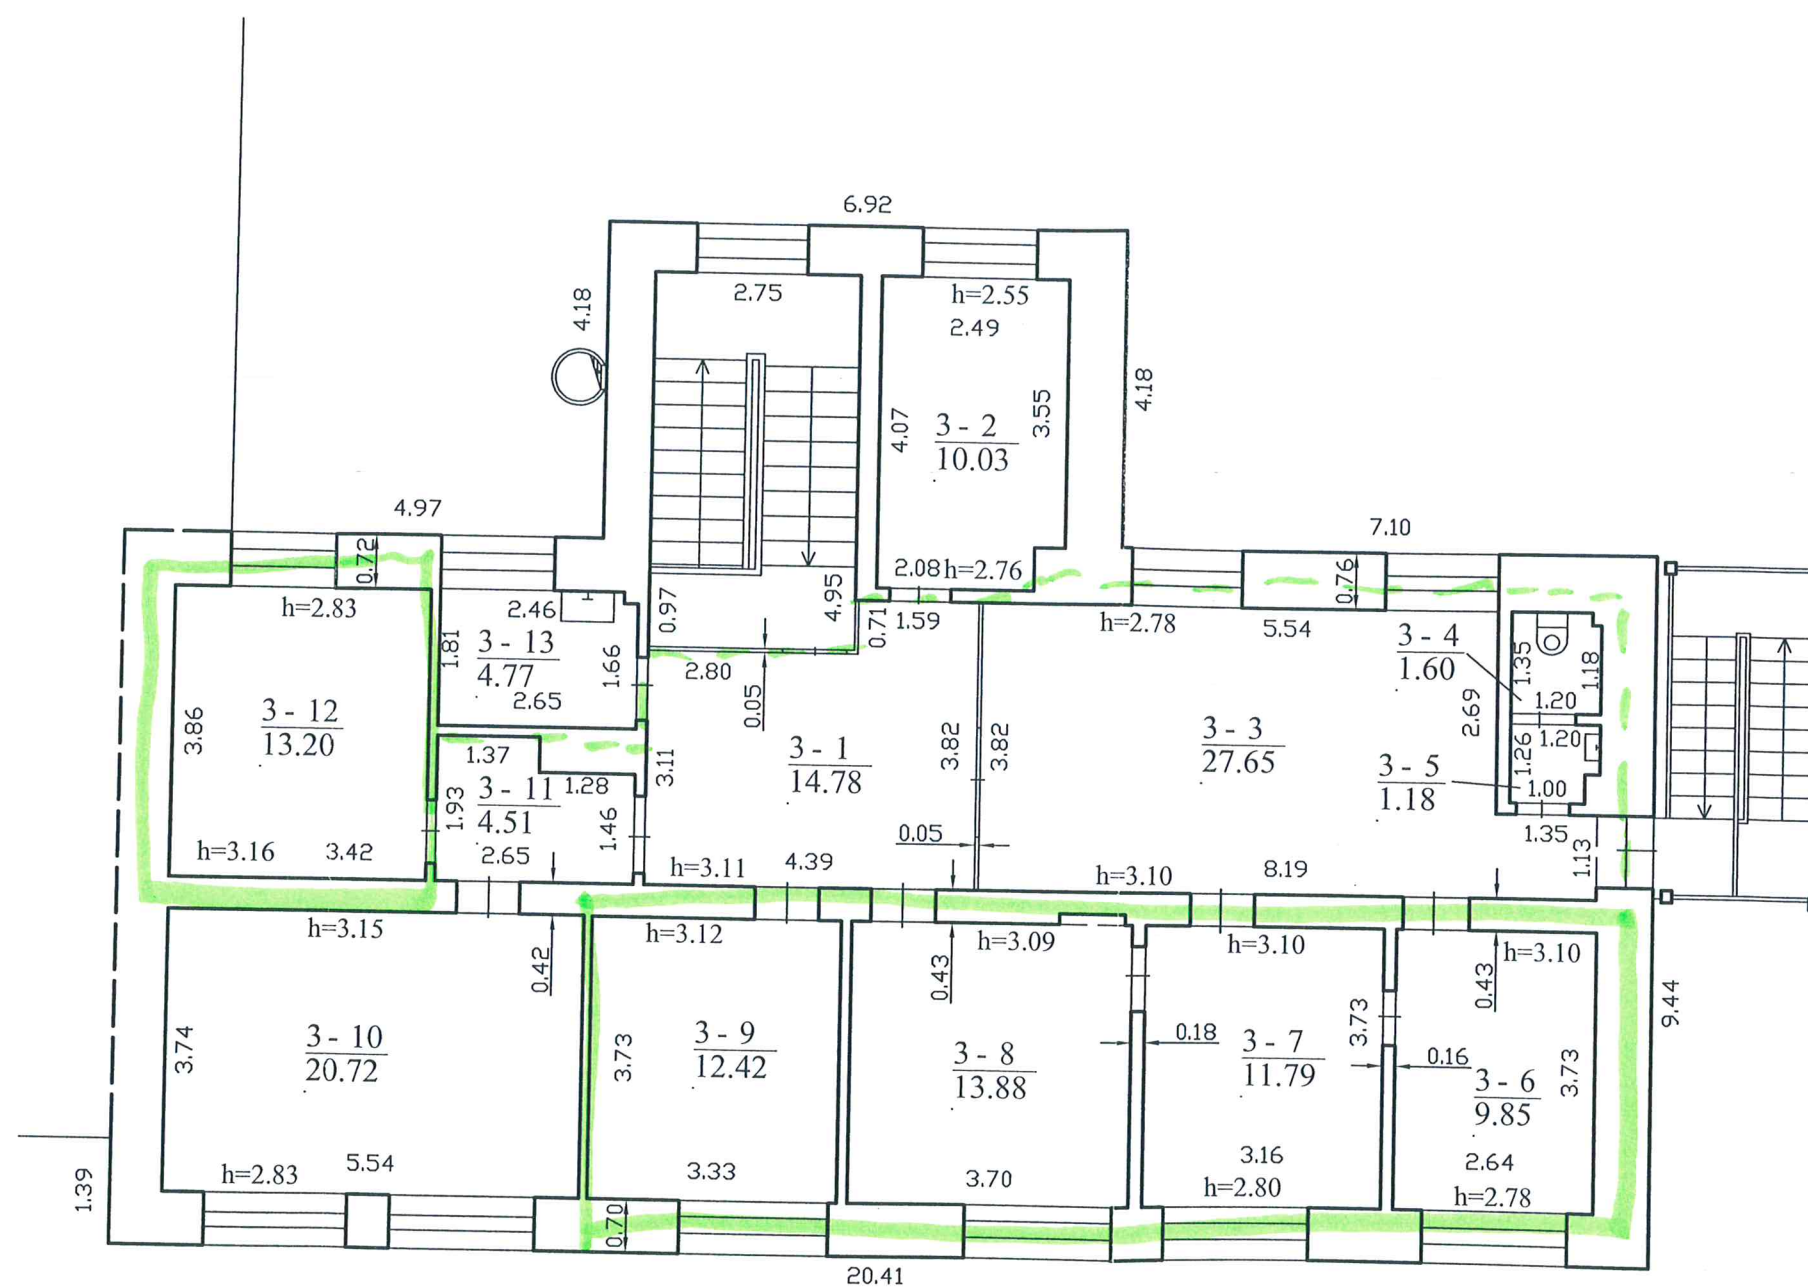 6.92
2.75
h=2.55
2.49
4.18
4.18
4.07
3.55
3 - 2
10.03
4.97
7.10
0.72
0.76
2.08
h=2.76
h=2.83
2.46
0.97
4.95
0.71
1.59
h=2.78
5.54
3 - 4
1.60
1.35
1.18
1.20
1.81
3 - 13
4.77
1.66
2.65
2.80
0.05
3 - 12
13.20
3.86
1.37
3.11
3 - 1
14.78
3.82
3.82
3 - 3
27.65
2.69
1.26
1.20
3 - 5
1.18
1.00
1.93
3 - 11
4.51
1.28
1.46
0.05
1.35
1.13
h=3.16
3.42
2.65
h=3.11
4.39
h=3.10
8.19
h=3.15
0.42
h=3.12
h=3.09
0.43
h=3.10
0.43
h=3.10
9.44
3.74
3 - 10
20.72
3.73
3 - 9
12.42
3 - 8
13.88
0.18
3 - 7
11.79
3.73
0.16
3 - 6
9.85
3.73
h=2.83
5.54
3.33
3.70
3.16
h=2.80
2.64
h=2.78
1.39
0.70
20.41